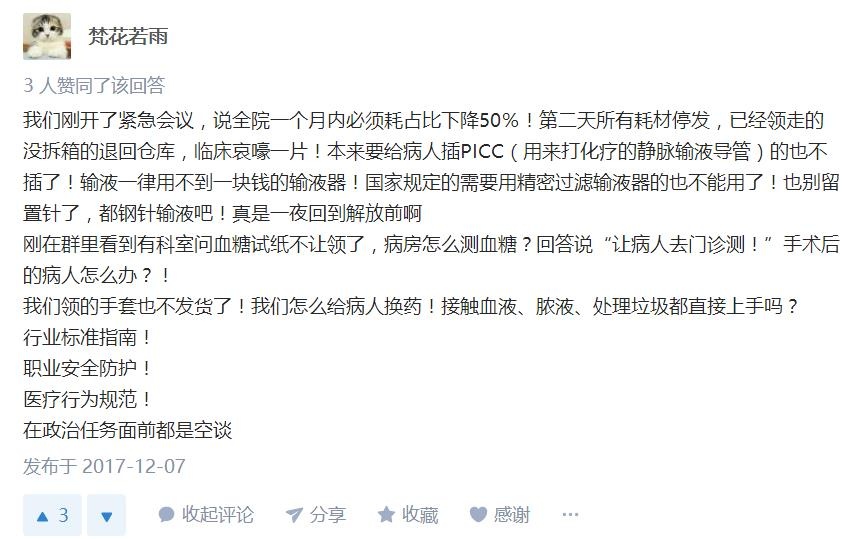 梵花若雨
3 人赞同了该回答
我们刚开了紧急会议，说全院一个月内必须耗占比下降50%！第二天所有耗材停发，已经领走的
没拆箱的退回仓库，临床哀嚎一片！本来要给病人插PICC（用来打化疗的静脉输液导管）的也不
插了！输液一律用不到一块钱的输液器！国家规定的需要用精密过滤输液器的也不能用了！也别留
置针了，都钢针输液吧！真是一夜回到解放前啊
刚在群里看到有科室问血糖试纸不让领了，病房怎么测血糖？回答说“让病人去门诊测！”手术后
的病人怎么办？！
我们领的手套也不发货了！我们怎么给病人换药！接触血液、脓液、处理垃圾都直接上手吗？
行业标准指南！
职业安全防护！
医疗行为规范！
在政治任务面前都是空谈
发布于 2017-12-07
3 收起评论 分享 收藏 感谢 ···